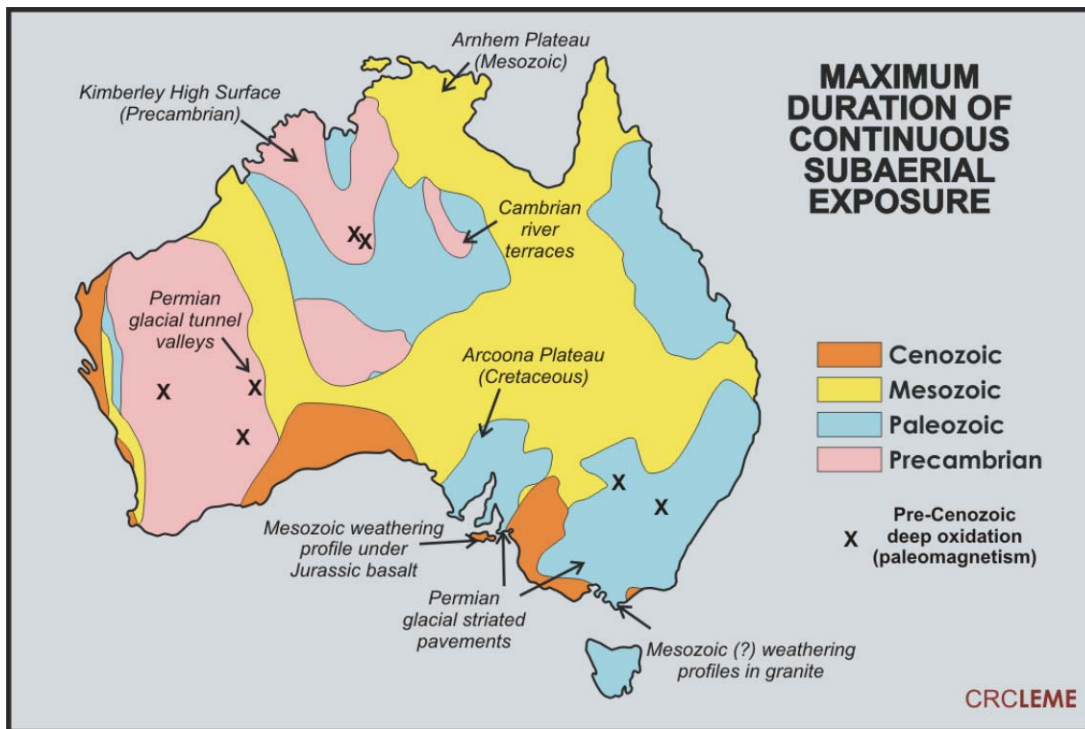 MAXIMUM
DURATION OF
CONTINUOUS
SUBAERIAL
EXPOSURE
Arnhem Plateau
(Mesozoic)
Kimberley High Surface
(Precambrian)
Cambrian
river
terraces
Permian
glacial tunnel
valleys
X X
X
X
X
Arcoona Plateau
(Cretaceous)
X
X
Mesozoic weathering
profile under
Jurassic basalt
Permian
glacial striated
pavements
Mesozoic (?) weathering
profiles in granite
Cenozoic
Mesozoic
Paleozoic
Precambrian
X
Pre-Cenozoic
deep oxidation
(paleomagnetism)
CRCLEME